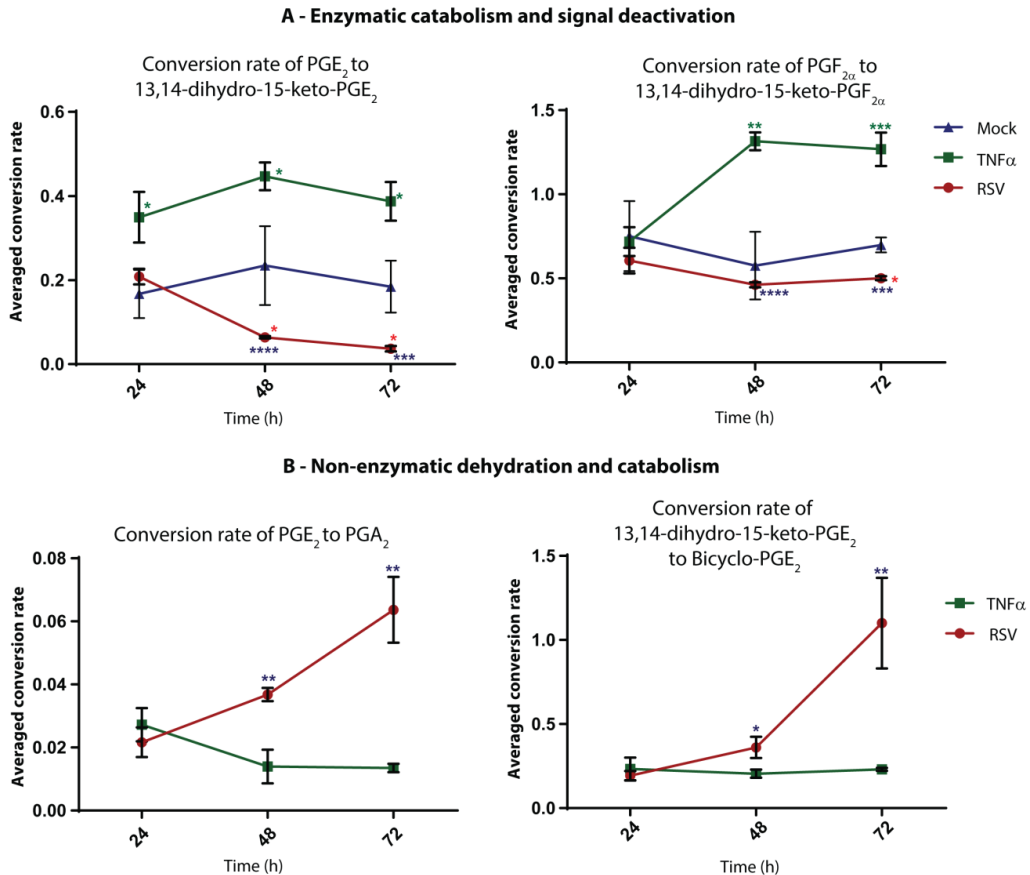 A - Enzymatic catabolism and signal deactivation
Conversion rate of PGE₂ to
13,14-dihydro-15-keto-PGE₂
Averaged conversion rate
0.6
0.4
0.2
0.0
*
*
*
*
****
*
***
24
48
72
Time (h)
Conversion rate of PGF₂α to
13,14-dihydro-15-keto-PGF₂α
Averaged conversion rate
1.5
1.0
0.5
0.0
**
***
****
*
***
24
48
72
Time (h)
Mock
TNFα
RSV
B - Non-enzymatic dehydration and catabolism
Conversion rate of PGE₂ to PGA₂
Averaged conversion rate
0.08
0.06
0.04
0.02
0.00
**
**
24
48
72
Time (h)
Conversion rate of
13,14-dihydro-15-keto-PGE₂
to Bicyclo-PGE₂
Averaged conversion rate
1.5
1.0
0.5
0.0
*
**
24
48
72
Time (h)
TNFα
RSV